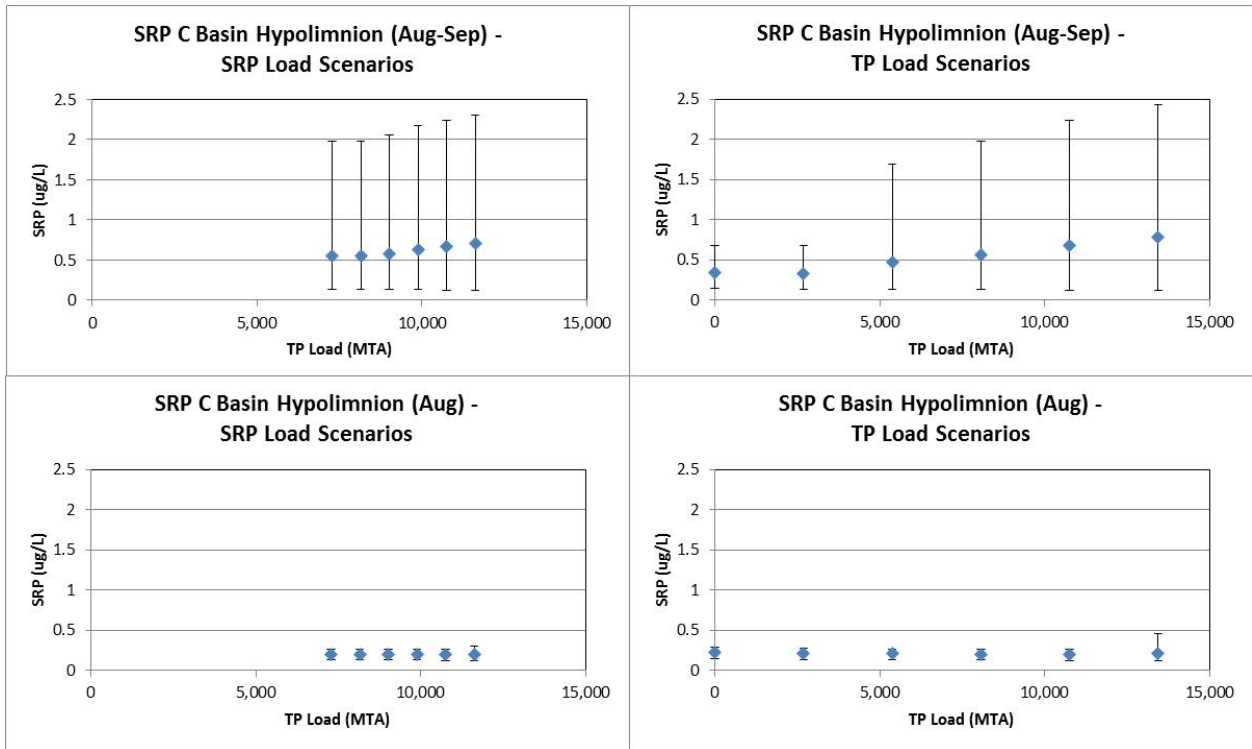 SRP C Basin Hypolimnion (Aug-Sep) -
SRP Load Scenarios
2.5
2
1.5
1
0.5
0
SRP (ug/L)
0 5,000 10,000 15,000
TP Load (MTA)
SRP C Basin Hypolimnion (Aug-Sep) -
TP Load Scenarios
2.5
2
1.5
1
0.5
0
SRP (ug/L)
0 5,000 10,000 15,000
TP Load (MTA)
SRP C Basin Hypolimnion (Aug) -
SRP Load Scenarios
2.5
2
1.5
1
0.5
0
SRP (ug/L)
0 5,000 10,000 15,000
TP Load (MTA)
SRP C Basin Hypolimnion (Aug) -
TP Load Scenarios
2.5
2
1.5
1
0.5
0
SRP (ug/L)
0 5,000 10,000 15,000
TP Load (MTA)